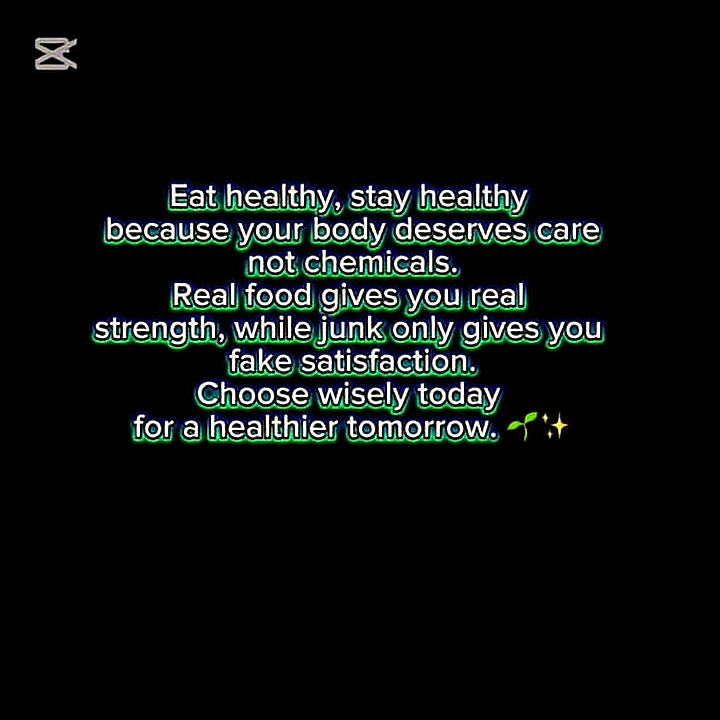 Eat healthy, stay healthy
because your body deserves care
not chemicals.
Real food gives you real
strength, while junk only gives you
fake satisfaction.
Choose wisely today
for a healthier tomorrow. 🌱✨